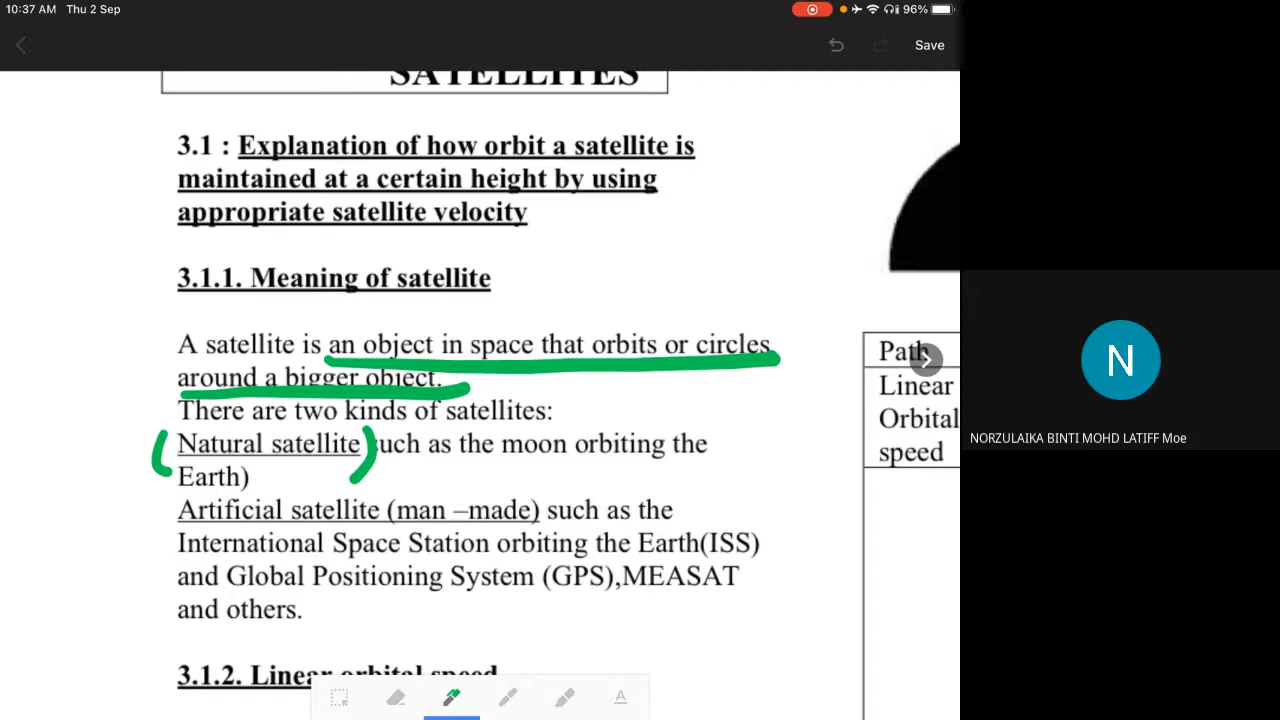 10:37 AM Thu 2 Sep
96%
Save
SATELLITES
3.1 : Explanation of how orbit a satellite is
maintained at a certain height by using
appropriate satellite velocity
3.1.1. Meaning of satellite
A satellite is an object in space that orbits or circles
around a bigger object.
There are two kinds of satellites:
Natural satellite such as the moon orbiting the
Earth)
Artificial satellite (man –made) such as the
International Space Station orbiting the Earth(ISS)
and Global Positioning System (GPS),MEASAT
and others.
3.1.2. Linear orbital speed
A
Path
Linear
Orbital
speed
N
NORZULAIKA BINTI MOHD LATIFF Moe